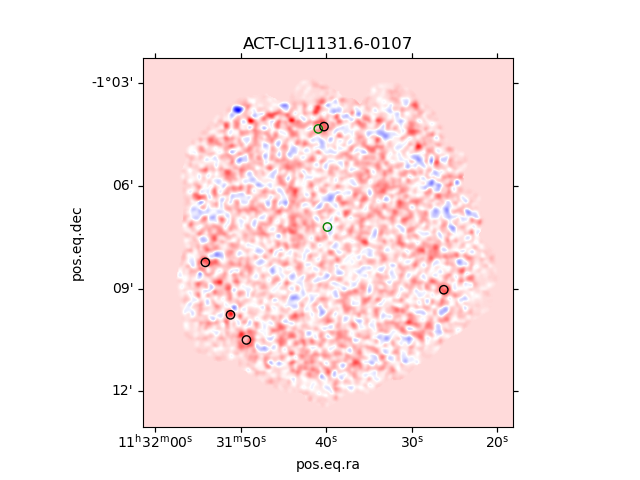 ACT-CLJ1131.6-0107
-1°03'
06'
09'
12'
pos.eq.dec
11h32m00s 31m50s 40s 30s 20s
pos.eq.ra